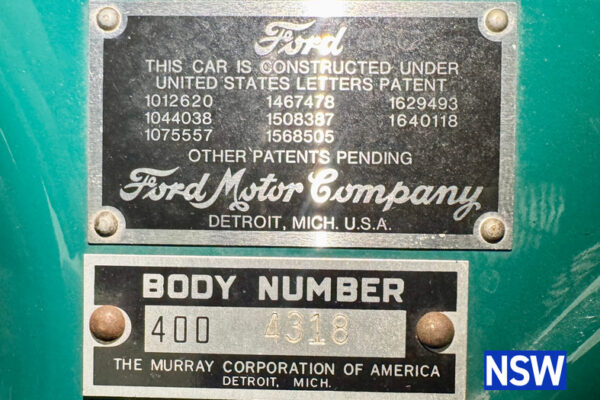 Ford
THIS CAR IS CONSTRUCTED UNDER
UNITED STATES LETTERS PATENT
1012620 1467478 1629493
1044038 1508387 1640118
1075557 1568505
OTHER PATENTS PENDING
Ford Motor Company
DETROIT, MICH. U.S.A.
BODY NUMBER
400 4318
THE MURRAY CORPORATION OF AMERICA
DETROIT, MICH.
NSW